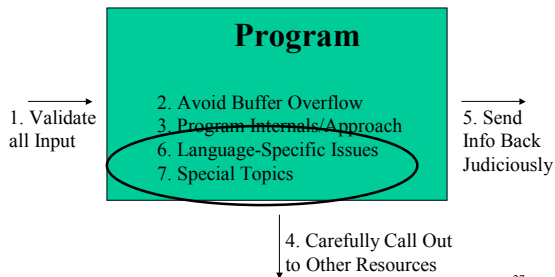 Program
1. Validate
all Input
2. Avoid Buffer Overflow
3. Program Internals/Approach
6. Language-Specific Issues
7. Special Topics
5. Send
Info Back
Judiciously
4. Carefully Call Out
to Other Resources